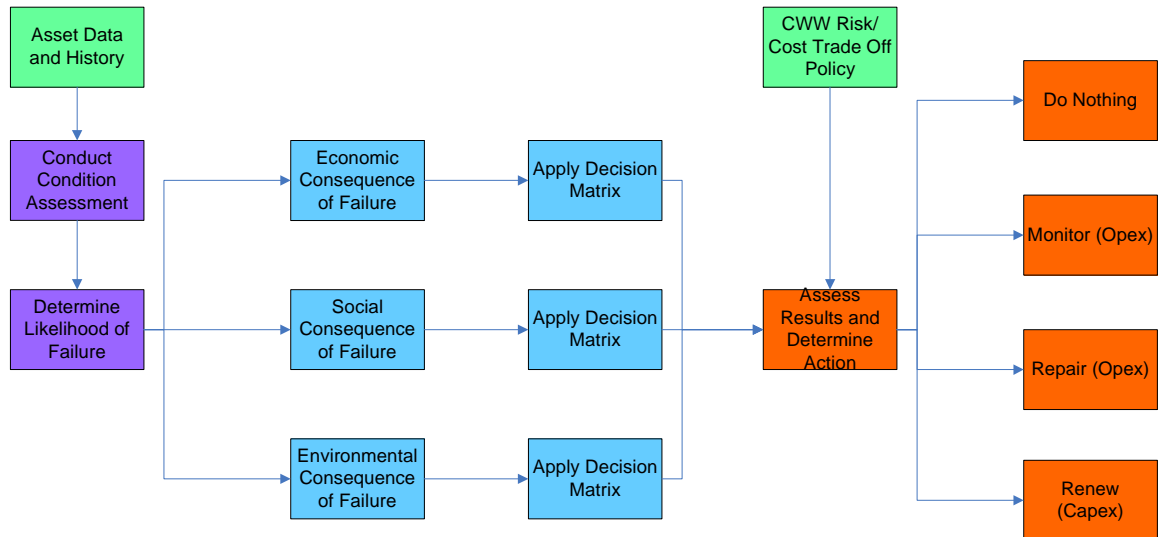 Asset Data
and History
CWW Risk/
Cost Trade Off
Policy
Do Nothing
Conduct
Condition
Assessment
Economic
Consequence
of Failure
Apply Decision
Matrix
Monitor (Opex)
Determine
Likelihood of
Failure
Social
Consequence
of Failure
Apply Decision
Matrix
Assess
Results and
Determine
Action
Repair (Opex)
Environmental
Consequence
of Failure
Apply Decision
Matrix
Renew
(Capex)